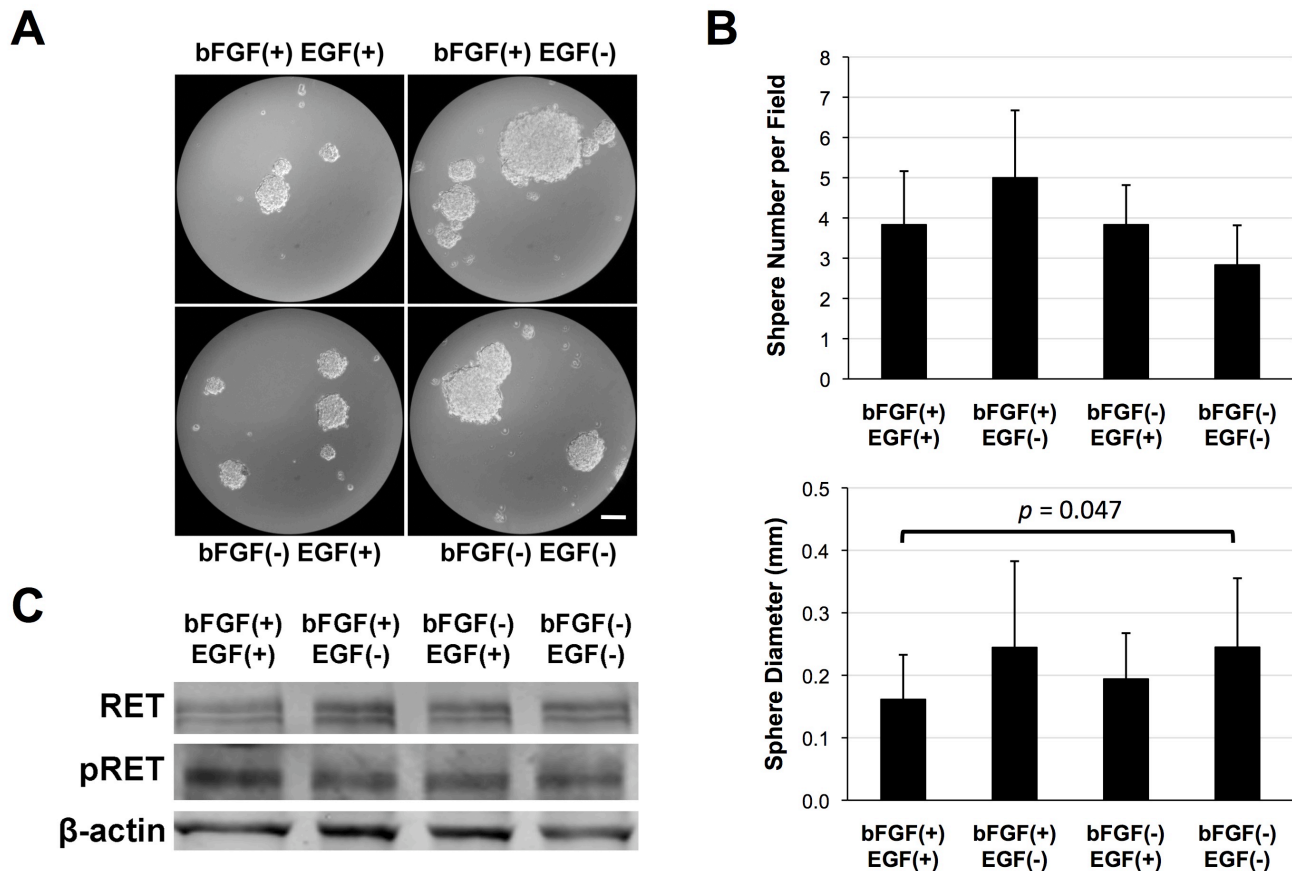 A
bFGF(+) EGF(+)
bFGF(+) EGF(-)
bFGF(-) EGF(+)
bFGF(-) EGF(-)
B
Shpere Number per Field
8
7
6
5
4
3
2
1
0
bFGF(+)
EGF(+)
bFGF(+)
EGF(-)
bFGF(-)
EGF(+)
bFGF(-)
EGF(-)
Sphere Diameter (mm)
0.5
0.4
0.3
0.2
0.1
0.0
p = 0.047
bFGF(+)
EGF(+)
bFGF(+)
EGF(-)
bFGF(-)
EGF(+)
bFGF(-)
EGF(-)
C
bFGF(+)
EGF(+)
bFGF(+)
EGF(-)
bFGF(-)
EGF(+)
bFGF(-)
EGF(-)
RET
pRET
β-actin